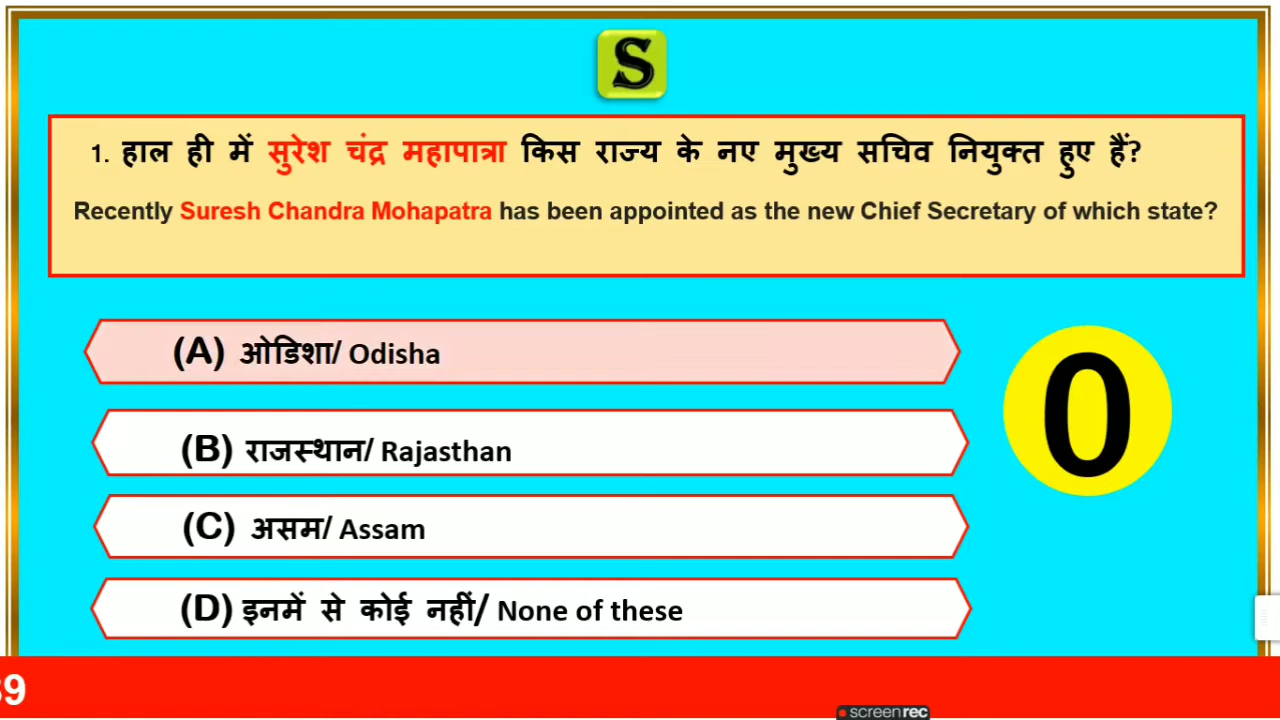 S
1. हाल ही में सुरेश चंद्र महापात्रा किस राज्य के नए मुख्य सचिव नियुक्त हुए हैं?
Recently Suresh Chandra Mohapatra has been appointed as the new Chief Secretary of which state?
(A) ओडिशा/ Odisha
0
(B) राजस्थान/ Rajasthan
(C) असम/ Assam
(D) इनमें से कोई नहीं/ None of these
screenrec